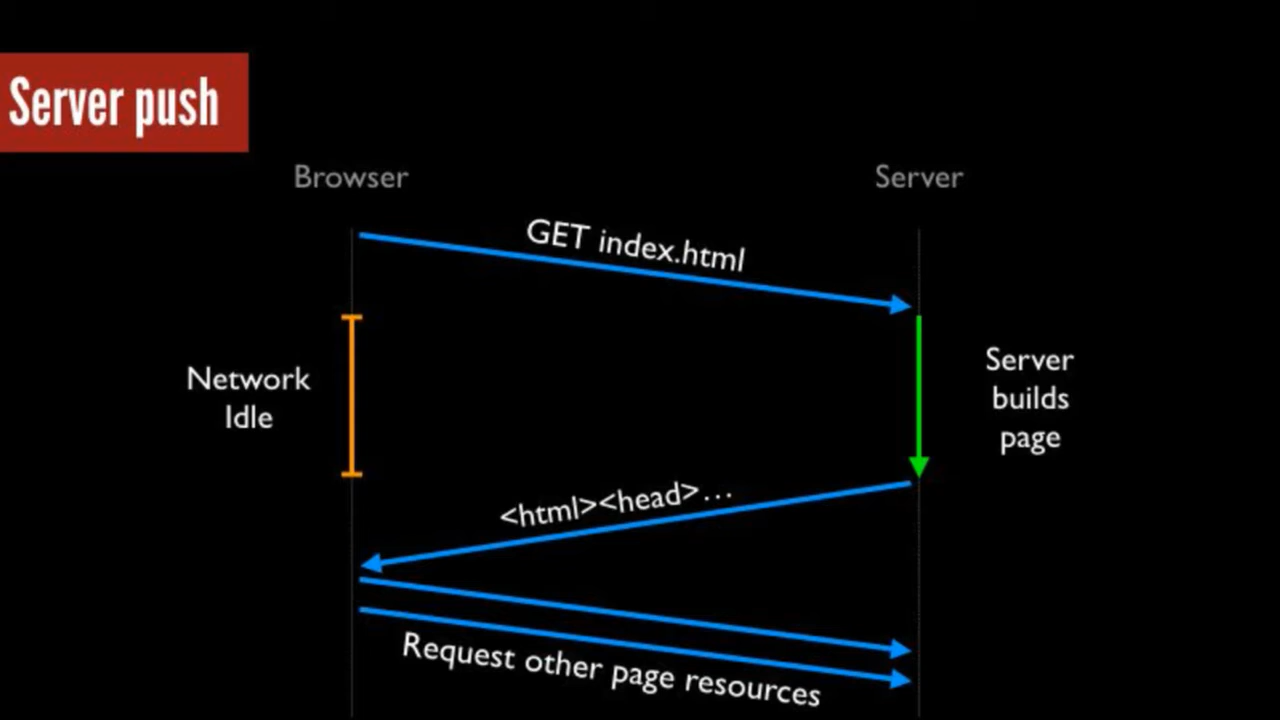 Server push
Browser
Server
GET index.html
Network
Idle
Server
builds
page
<html><head>…
Request other page resources